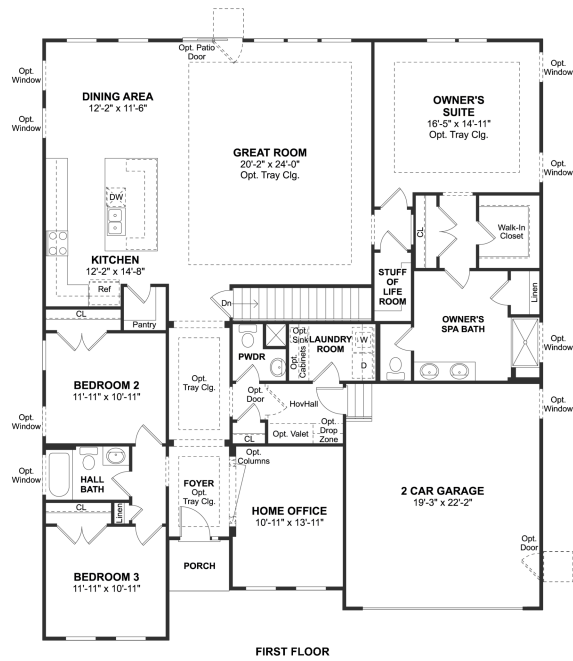 Opt. Patio
Door
Opt.
Window
Opt.
Window
DINING AREA
12'-2" x 11'-6"
GREAT ROOM
20'-2" x 24'-0"
Opt. Tray Clg.
OWNER'S
SUITE
16'-5" x 14'-11"
Opt. Tray Clg.
Opt.
Window
Opt.
Window
DW
KITCHEN
12'-2" x 14'-8"
Ref
CL
Walk-In
Closet
STUFF
OF
LIFE
ROOM
Linen
OWNER'S
SPA BATH
Opt.
Window
Dn
CL
Pantry
PWDR
Opt.
Sink
Opt.
Cabinets
LAUNDRY
ROOM
W
D
BEDROOM 2
11'-11" x 10'-11"
Opt.
Tray Clg.
Opt.
Door
HovHall
Opt.
Window
Opt.
Window
CL
Opt. Valet
Opt.
Drop
Zone
Opt.
Window
HALL
BATH
Opt.
Columns
FOYER
Opt.
Tray Clg.
CL
Linen
HOME OFFICE
10'-11" x 13'-11"
2 CAR GARAGE
19'-3" x 22'-2"
Opt.
Door
PORCH
BEDROOM 3
11'-11" x 10'-11"
FIRST FLOOR